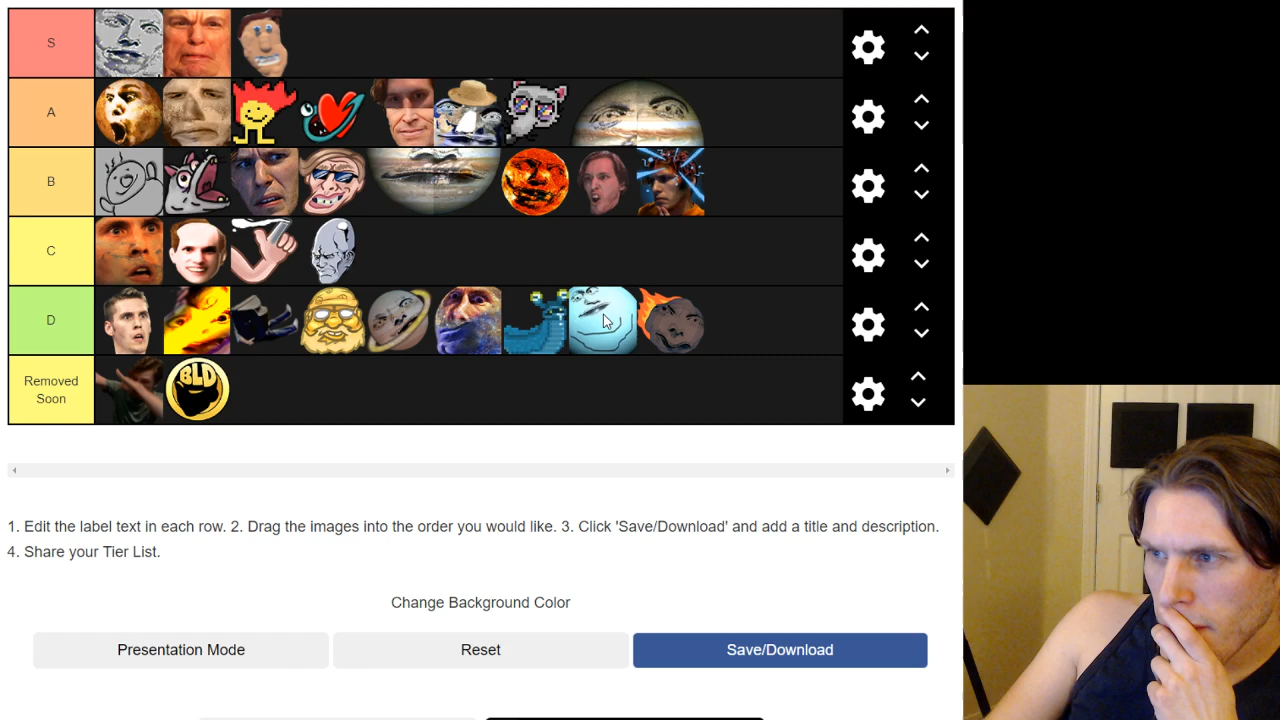 S
A
B
C
D
Removed
Soon
BLD
1. Edit the label text in each row. 2. Drag the images into the order you would like. 3. Click 'Save/Download' and add a title and description.
4. Share your Tier List.
Change Background Color
Presentation Mode
Reset
Save/Download